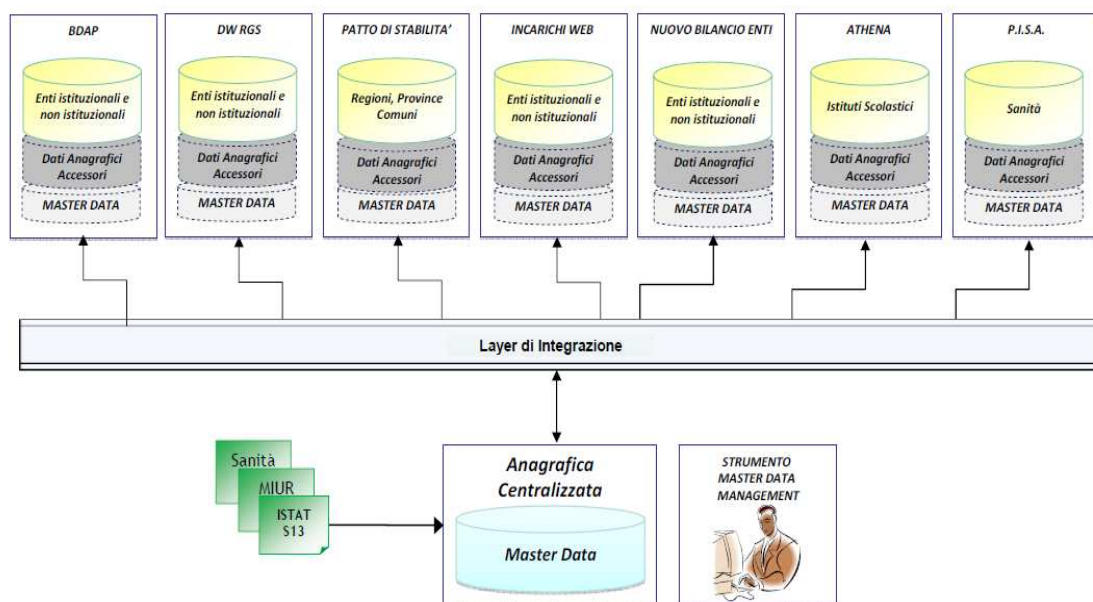 BDAP
Enti istituzionali e
non istituzionali
Dati Anagrafici
Accessori
MASTER DATA
DW RGS
Enti istituzionali e
non istituzionali
Dati Anagrafici
Accessori
MASTER DATA
PATTO DI STABILITA'
Regioni, Province
Comuni
Dati Anagrafici
Accessori
MASTER DATA
INCARICHI WEB
Enti istituzionali e
non istituzionali
Dati Anagrafici
Accessori
MASTER DATA
NUOVO BILANCIO ENTI
Enti istituzionali e
non istituzionali
Dati Anagrafici
Accessori
MASTER DATA
ATHENA
Istituti Scolastici
Dati Anagrafici
Accessori
MASTER DATA
P.I.S.A.
Sanità
Dati Anagrafici
Accessori
MASTER DATA
Layer di Integrazione
Sanità
MIUR
ISTAT
S13
Anagrafica
Centralizzata
Master Data
STRUMENTO
MASTER DATA
MANAGEMENT